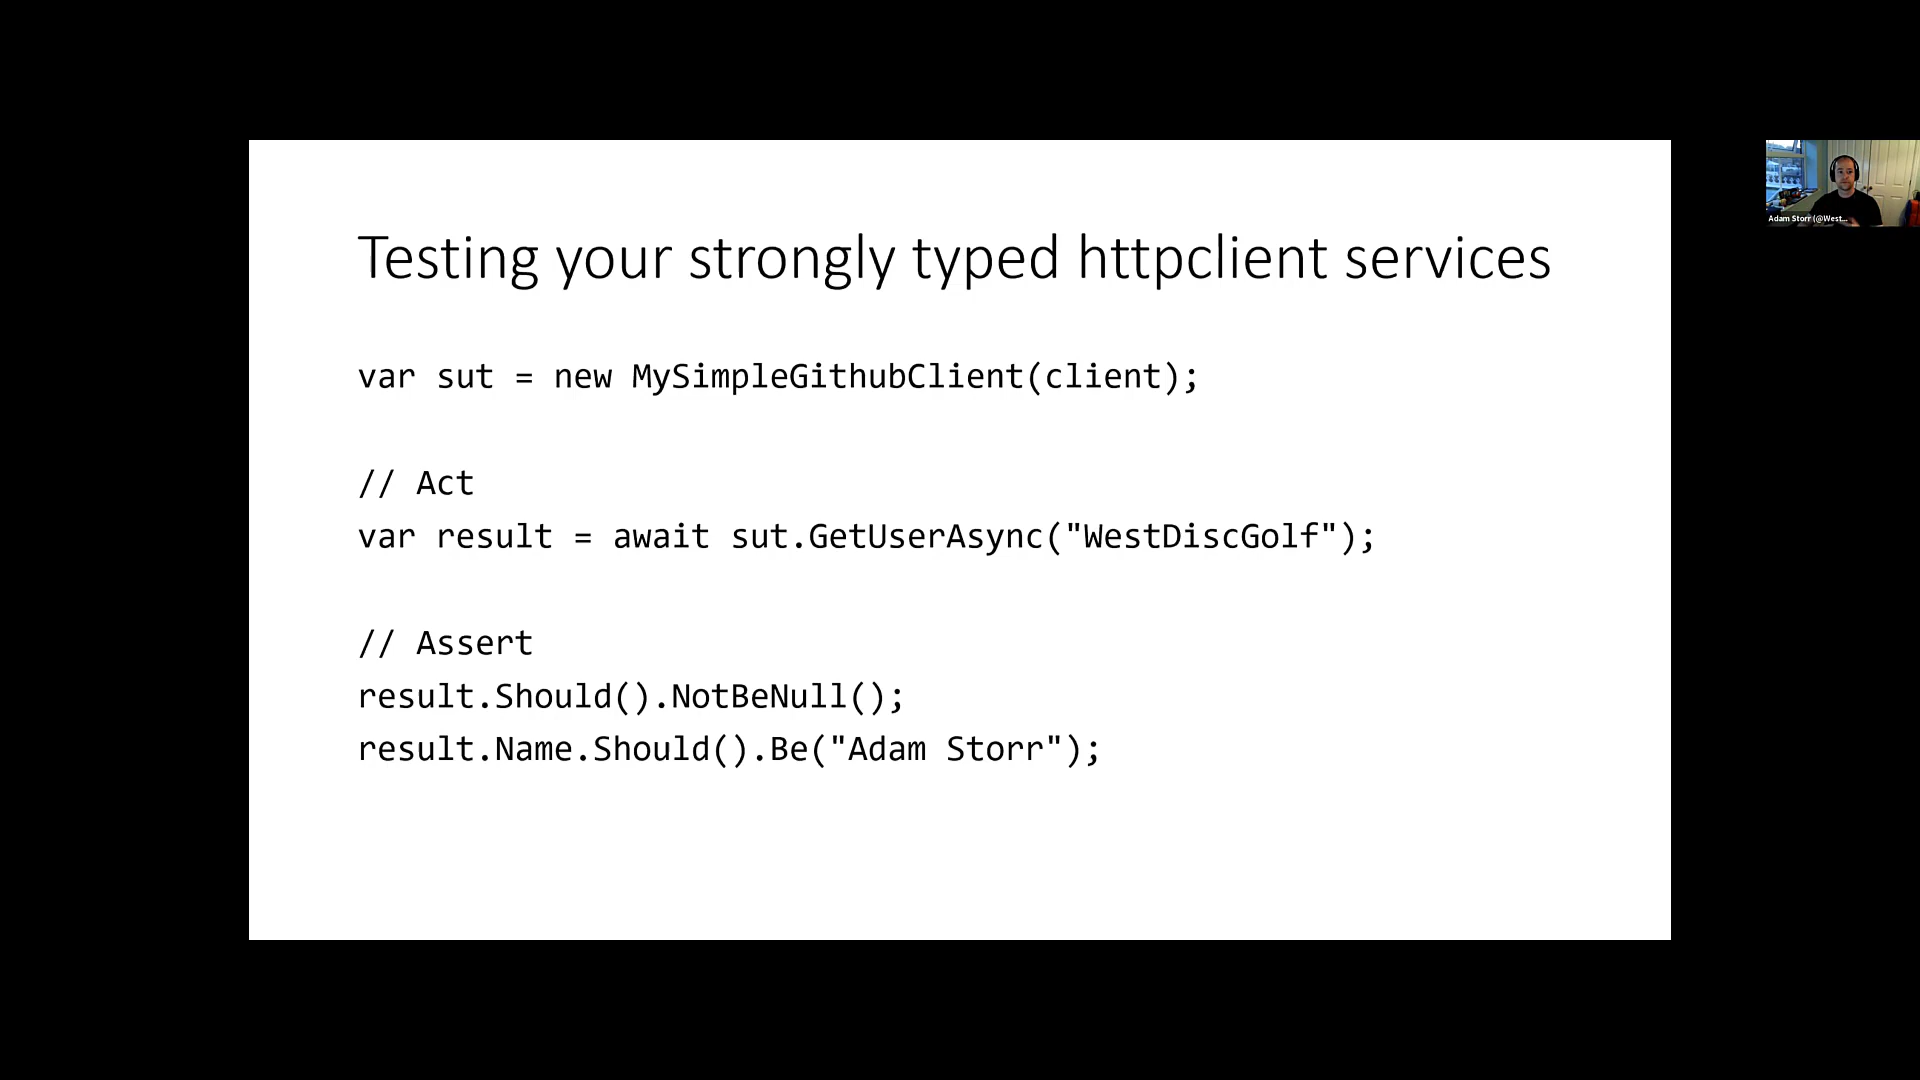 Testing your strongly typed httpclient services
var sut = new MySimpleGithubClient(client);
// Act
var result = await sut.GetUserAsync("WestDiscGolf");
// Assert
result.Should().NotBeNull();
result.Name.Should().Be("Adam Storr");
Adam Storr (@West...